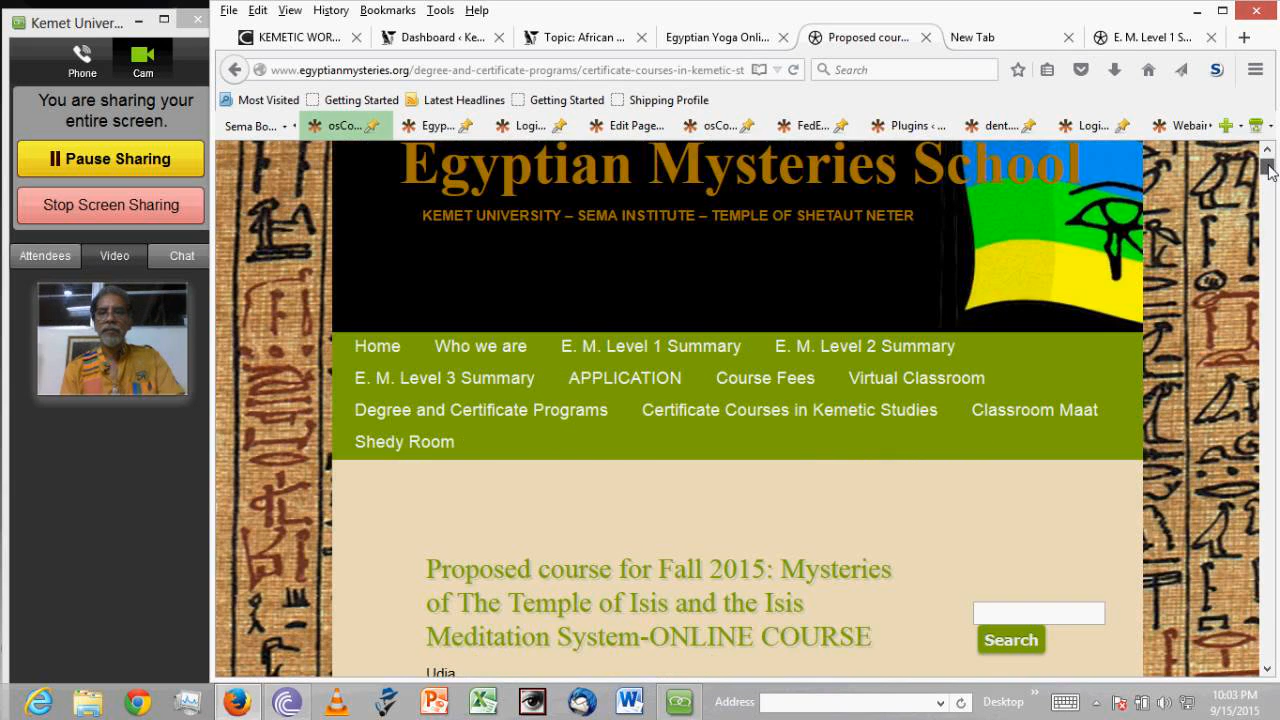 Kemet Univer...
Phone
Cam
You are sharing your
entire screen.
Pause Sharing
Stop Screen Sharing
Attendees
Video
Chat
File Edit View History Bookmarks Tools Help
KEMETIC WOR...
Dashboard ‹ Ke...
Topic: African ...
Egyptian Yoga Onli...
Proposed cour...
New Tab
E. M. Level 1 S...
www.egyptianmysteries.org/degree-and-certificate-programs/certificate-courses-in-kemetic-st
Search
Most Visited
Getting Started
Latest Headlines
Getting Started
Shipping Profile
Sema Bo...
osCo...
Egyp...
Logi...
Edit Page...
osCo...
FedE...
Plugins ‹ ...
dent....
Logi...
Webair
Egyptian Mysteries School
KEMET UNIVERSITY – SEMA INSTITUTE – TEMPLE OF SHETAUT NETER
Home Who we are E. M. Level 1 Summary E. M. Level 2 Summary
E. M. Level 3 Summary APPLICATION Course Fees Virtual Classroom
Degree and Certificate Programs Certificate Courses in Kemetic Studies Classroom Maat
Shedy Room
Proposed course for Fall 2015: Mysteries
of The Temple of Isis and the Isis
Meditation System-ONLINE COURSE
Udja
Search
Address
Desktop
10:03 PM
9/15/2015